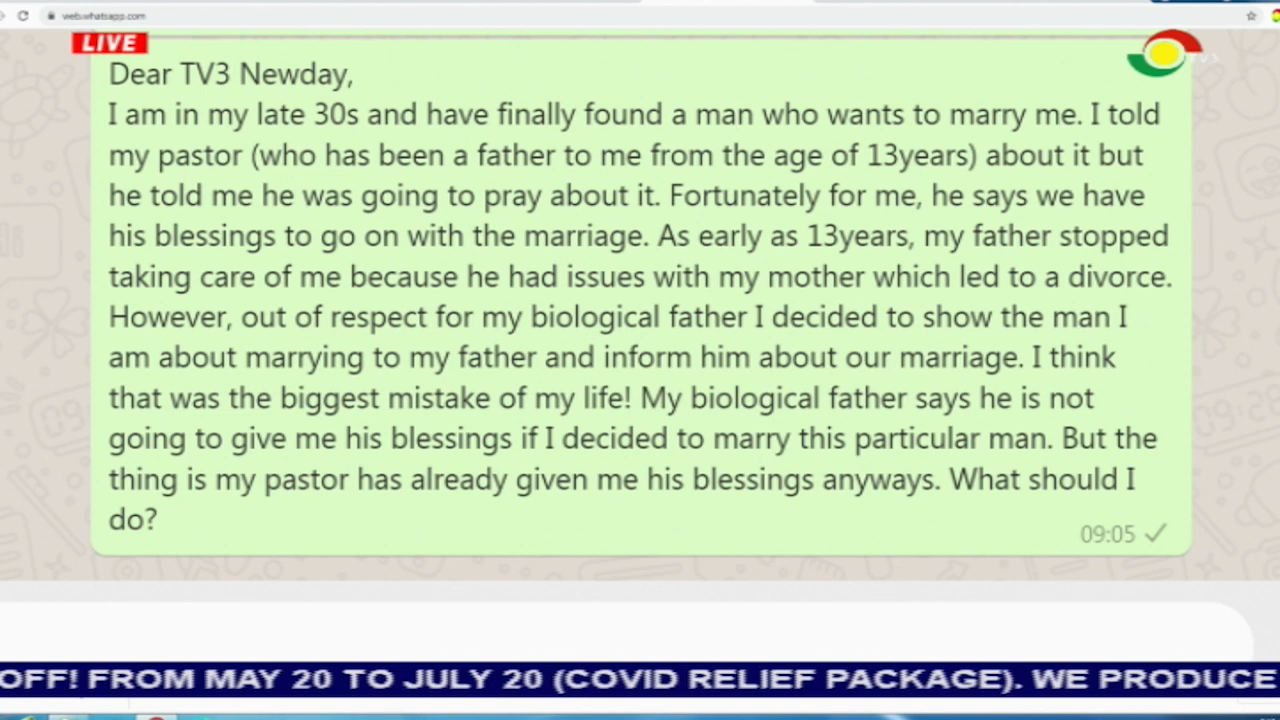 web.whatsapp.com
LIVE
Dear TV3 Newday,
I am in my late 30s and have finally found a man who wants to marry me. I told
my pastor (who has been a father to me from the age of 13years) about it but
he told me he was going to pray about it. Fortunately for me, he says we have
his blessings to go on with the marriage. As early as 13years, my father stopped
taking care of me because he had issues with my mother which led to a divorce.
However, out of respect for my biological father I decided to show the man I
am about marrying to my father and inform him about our marriage. I think
that was the biggest mistake of my life! My biological father says he is not
going to give me his blessings if I decided to marry this particular man. But the
thing is my pastor has already given me his blessings anyways. What should I
do?
09:05
OFF! FROM MAY 20 TO JULY 20 (COVID RELIEF PACKAGE). WE PRODUCE